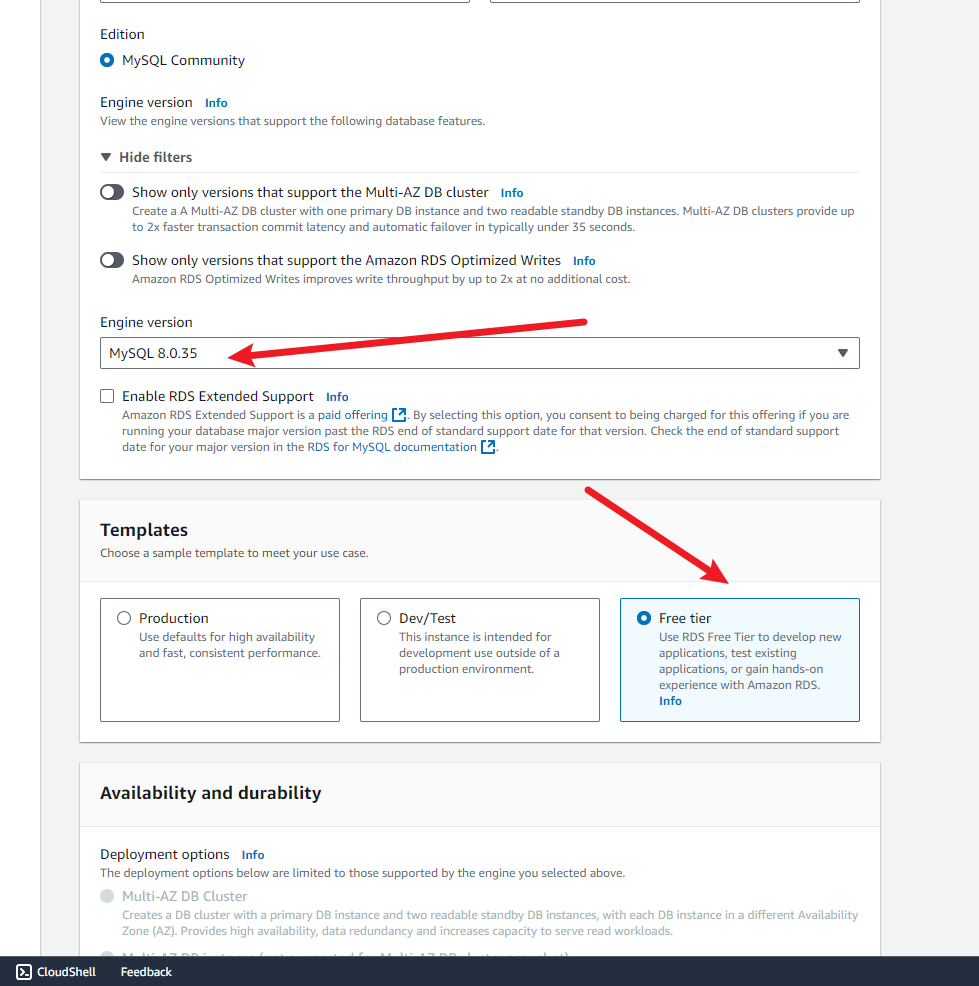 Edition
MySQL Community
Engine version Info
View the engine versions that support the following database features.
Hide filters
Show only versions that support the Multi-AZ DB cluster Info
Create a A Multi-AZ DB cluster with one primary DB instance and two readable standby DB instances. Multi-AZ DB clusters provide up
to 2x faster transaction commit latency and automatic failover in typically under 35 seconds.
Show only versions that support the Amazon RDS Optimized Writes Info
Amazon RDS Optimized Writes improves write throughput by up to 2x at no additional cost.
Engine version
MySQL 8.0.35
Enable RDS Extended Support Info
Amazon RDS Extended Support is a paid offering. By selecting this option, you consent to being charged for this offering if you are
running your database major version past the RDS end of standard support date for that version. Check the end of standard support
date for your major version in the RDS for MySQL documentation.
Templates
Choose a sample template to meet your use case.
Production
Use defaults for high availability
and fast, consistent performance.
Dev/Test
This instance is intended for
development use outside of a
production environment.
Free tier
Use RDS Free Tier to develop new
applications, test existing
applications, or gain hands-on
experience with Amazon RDS.
Info
Availability and durability
Deployment options Info
The deployment options below are limited to those supported by the engine you selected above.
Multi-AZ DB Cluster
Creates a DB cluster with a primary DB instance and two readable standby DB instances, with each DB instance in a different Availability
Zone (AZ). Provides high availability, data redundancy and increases capacity to serve read workloads.
CloudShell Feedback